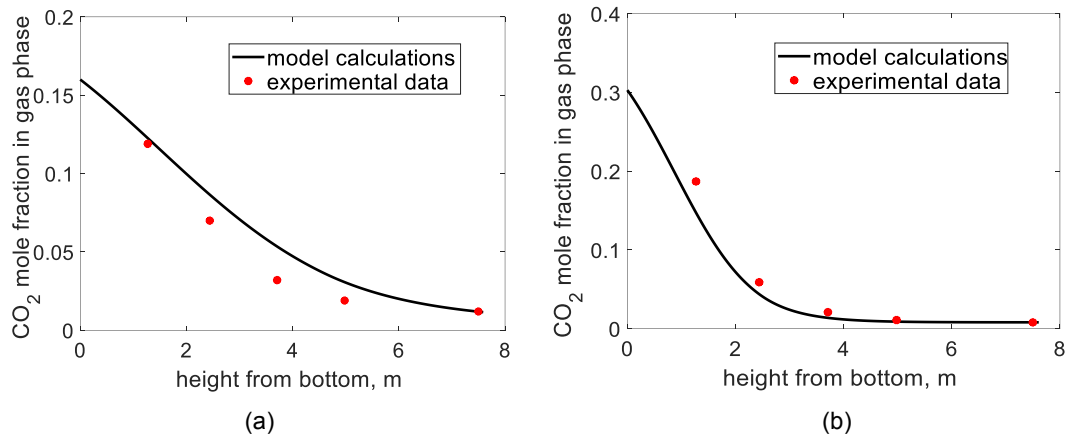 0.2
0.15
0.1
0.05
0
0 2 4 6 8
CO2 mole fraction in gas phase
height from bottom, m
model calculations
experimental data
(a)
0.4
0.3
0.2
0.1
0
0 2 4 6 8
CO2 mole fraction in gas phase
height from bottom, m
model calculations
experimental data
(b)